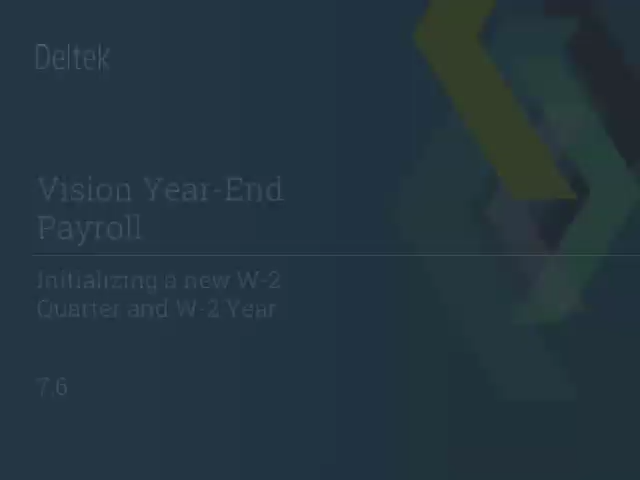 Deltek
Vision Year-End
Payroll
Initializing a new W-2
Quarter and W-2 Year
7.6